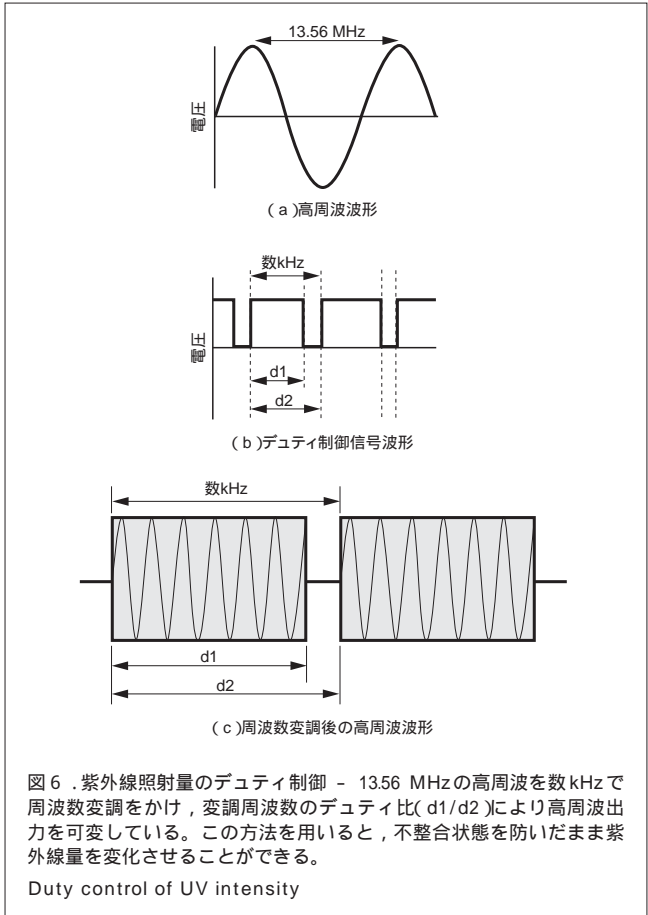 13.56 MHz
電圧
( a )高周波波形
数kHz
電圧
d1
d2
( b )デュティ制御信号波形
数kHz
d1
d2
( c )周波数変調後の高周波波形
図6 .紫外線照射量のデュティ制御 - 13.56 MHzの高周波を数kHzで
周波数変調をかけ , 変調周波数のデュティ比( d1/d2 )により高周波出
力を可変している。この方法を用いると , 不整合状態を防いだまま紫
外線量を変化させることができる。
Duty control of UV intensity